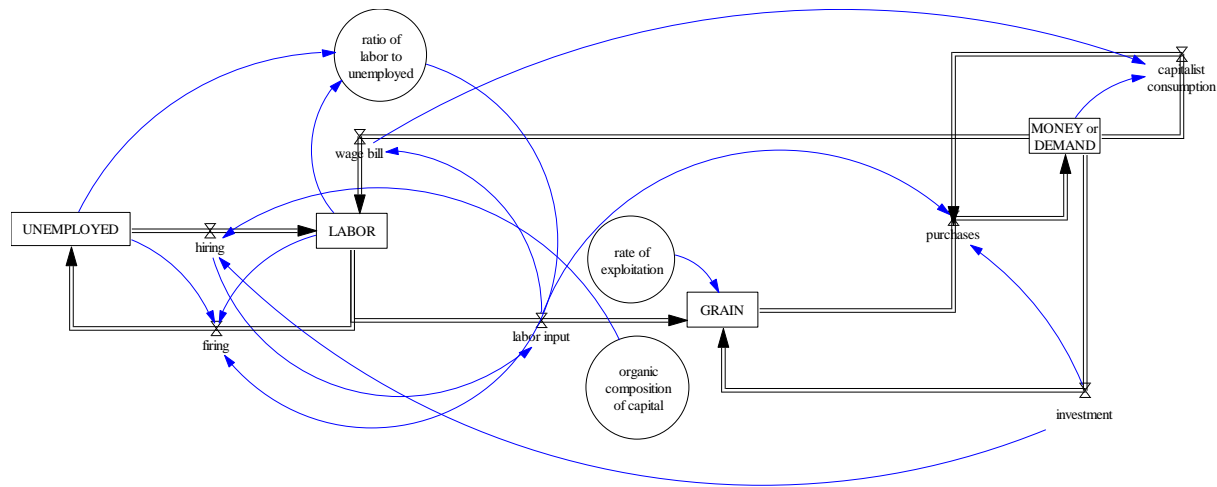 ratio of
labor to
unemployed
capitalist
consumption
MONEY or
DEMAND
wage bill
UNEMPLOYED
LABOR
hiring
purchases
rate of
exploitation
GRAIN
firing
labor input
organic
composition
of capital
investment